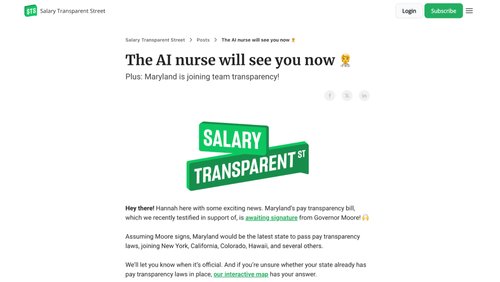 STS Salary Transparent Street Login Subscribe
Salary Transparent Street > Posts > The AI nurse will see you now 🧑‍⚕️
The AI nurse will see you now 🧑‍⚕️
Plus: Maryland is joining team transparency!
SALARY
TRANSPARENT ST
Hey there! Hannah here with some exciting news. Maryland's pay transparency bill,
which we recently testified in support of, is awaiting signature from Governor Moore! 🙌
Assuming Moore signs, Maryland would be the latest state to pass pay transparency
laws, joining New York, California, Colorado, Hawaii, and several others.
We'll let you know when it's official. And if you're unsure whether your state already has
pay transparency laws in place, our interactive map has your answer.